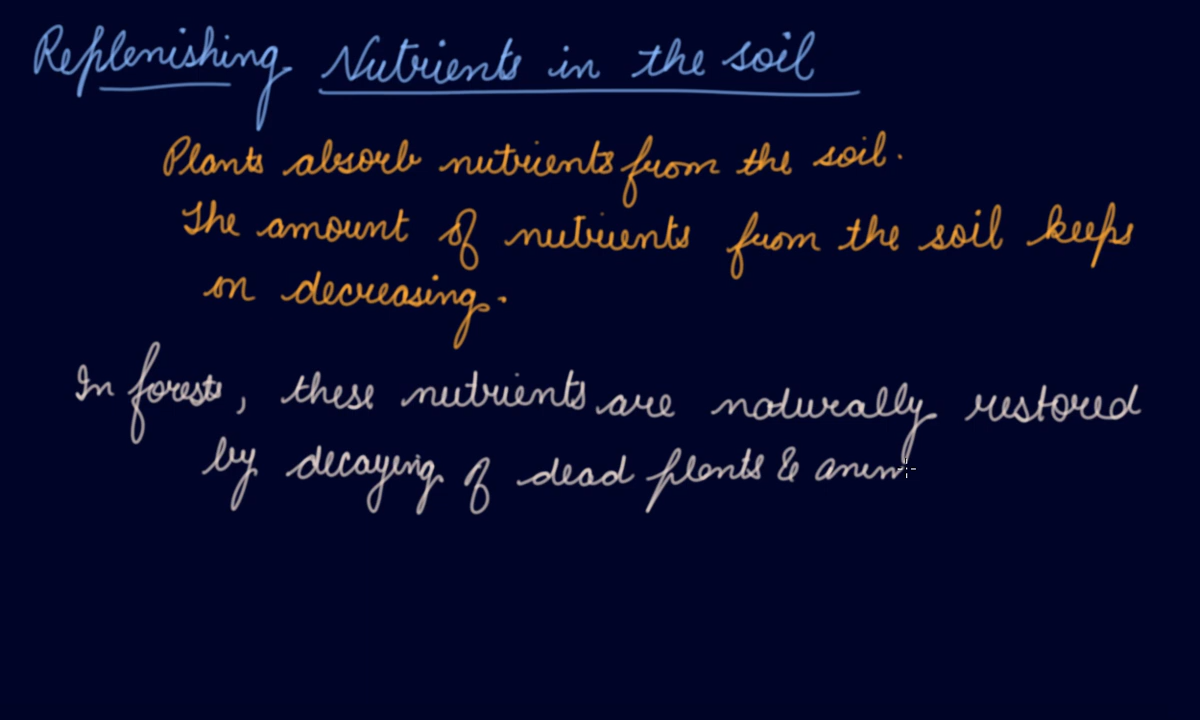 Replenishing Nutrients in the soil
Plants absorb nutrients from the soil.
The amount of nutrients from the soil keeps
on decreasing.
In forests, these nutrients are naturally restored
by decaying of dead plants & anim